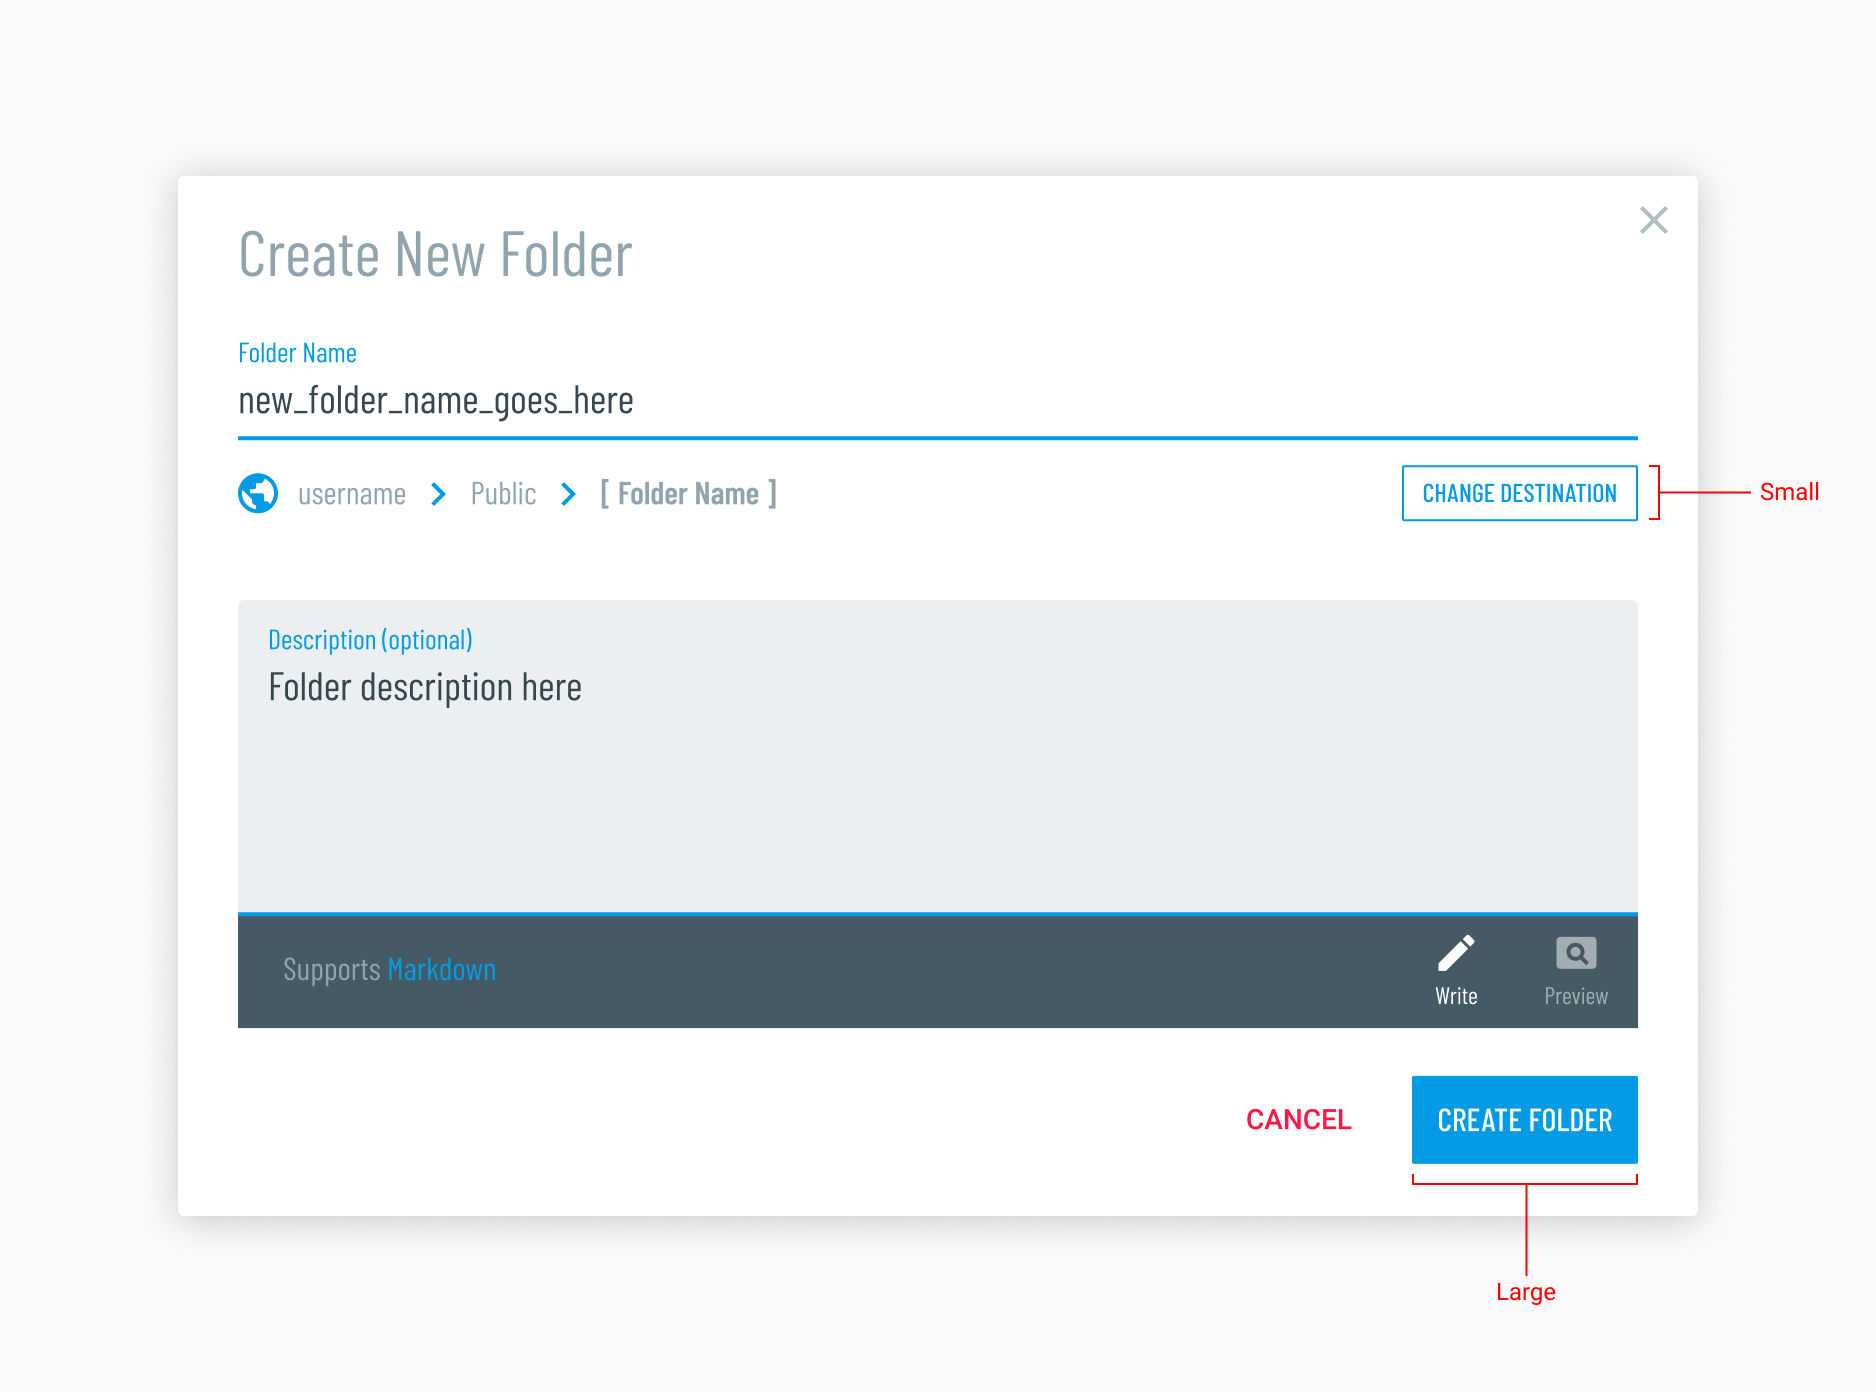 Create New Folder
Folder Name
new_folder_name_goes_here
username Public [ Folder Name ] CHANGE DESTINATION Small
Description (optional)
Folder description here
Supports Markdown
Write Preview
CANCEL CREATE FOLDER
Large